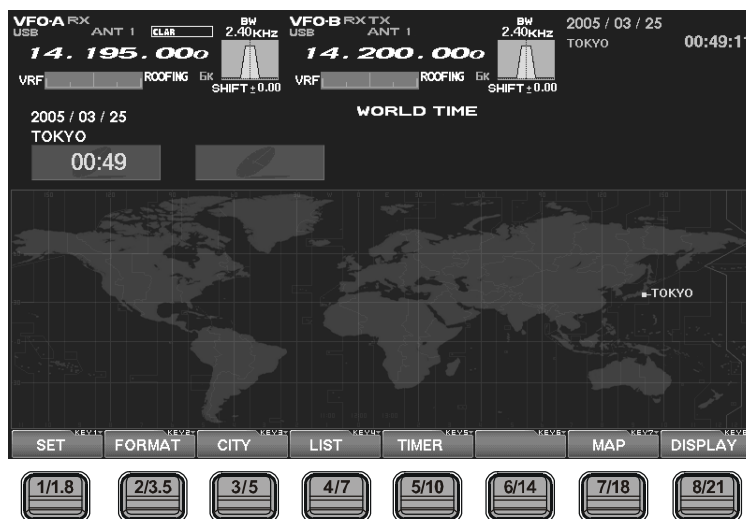 VFO-A RX
USB ANT 1 CLAR
14.195.000
VRF ROOFING 6K
BW
2.40KHZ
SHIFT±0.00
VFO-B RX TX
USB ANT 1
14.200.000
VRF ROOFING 6K
BW
2.40KHZ
SHIFT±0.00
2005 / 03 / 25
TOKYO 00:49:11
WORLD TIME
2005 / 03 / 25
TOKYO
00:49
TOKYO
KEY1 KEY2 KEY3 KEY4 KEY5 KEY6 KEY7 KEY8
SET FORMAT CITY LIST TIMER MAP DISPLAY
1/1.8 2/3.5 3/5 4/7 5/10 6/14 7/18 8/21